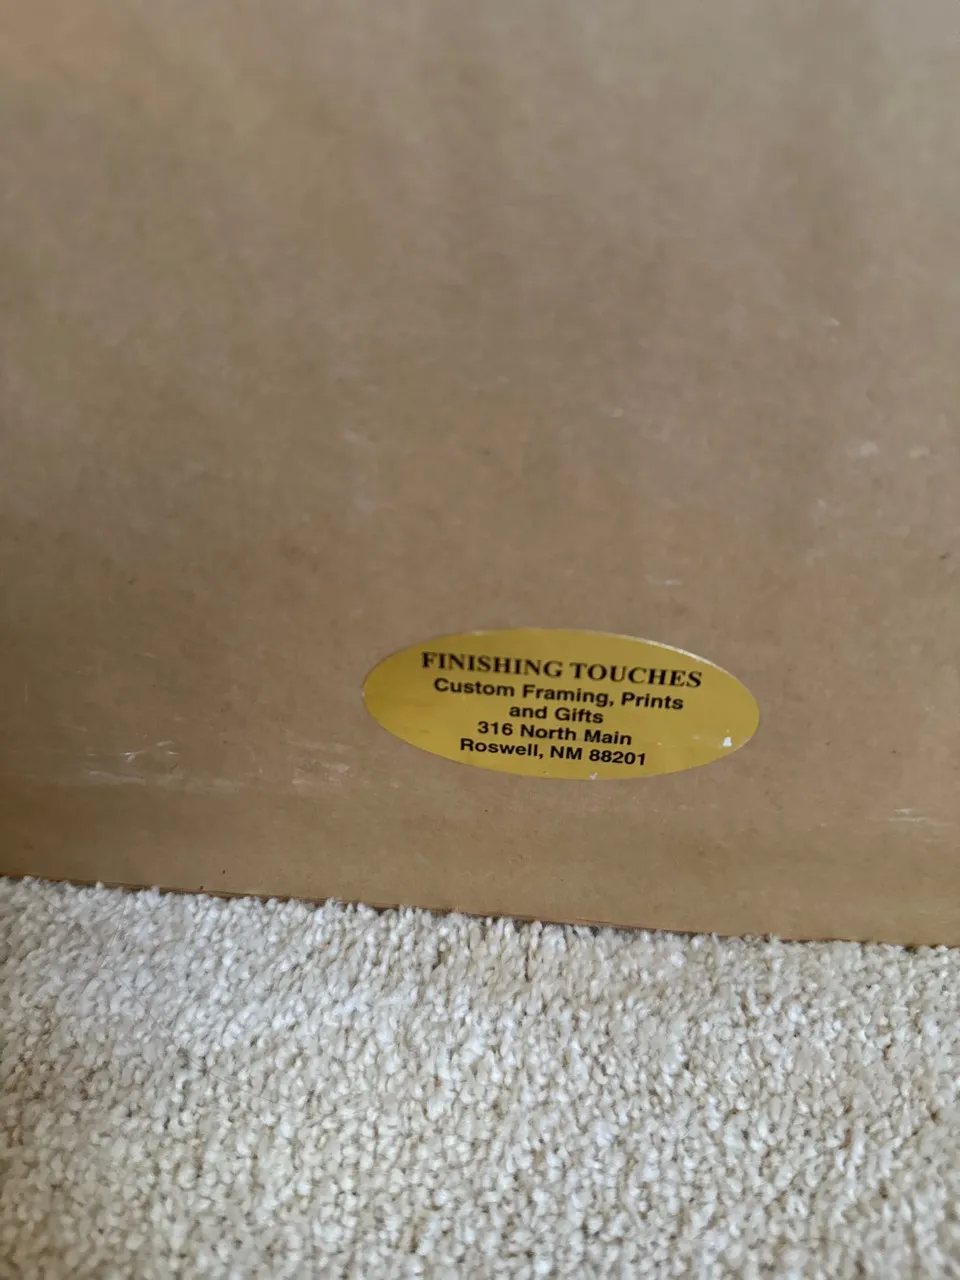 FINISHING TOUCHES
Custom Framing, Prints
and Gifts
316 North Main
Roswell, NM 88201